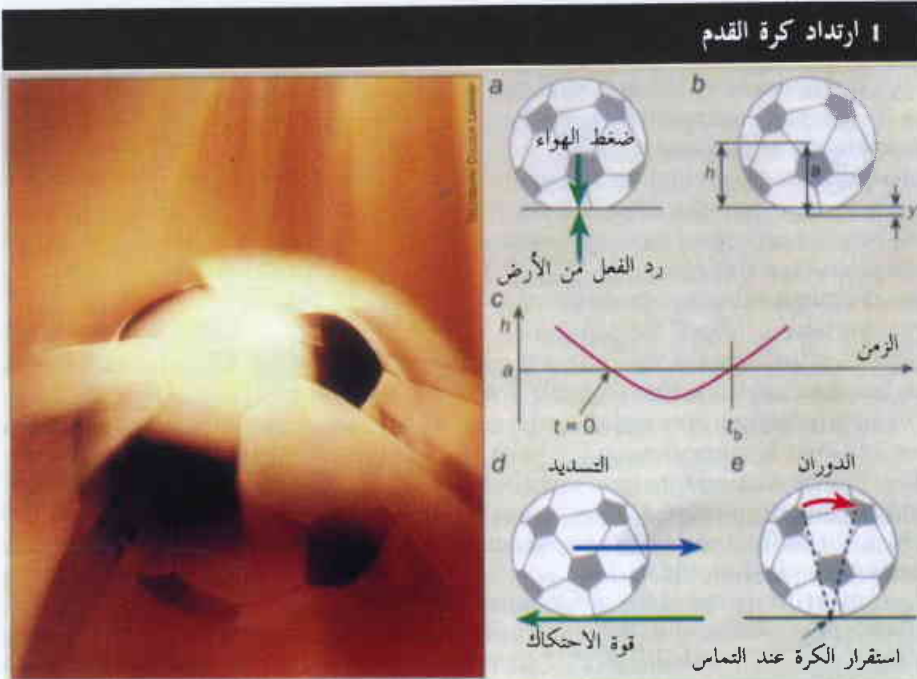 1 ارتداد كرة القدم
a
b
ضغط الهواء
h
a
y
رد الفعل من الأرض
c
h
a
الزمن
t = 0
t_b
d
التسديد
e
الدوران
قوة الاحتكاك
استقرار الكرة عند التماس